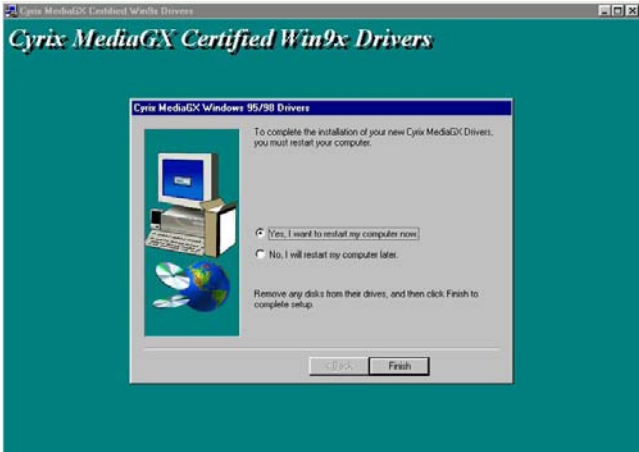 Cyrix MediaGX Certified Win9x Drivers
Cyrix MediaGX Certified Win9x Drivers
Cyrix MediaGX Windows 95/98 Drivers
To complete the installation of your new Cyrix MediaGX Drivers,
you must restart your computer.
Yes, I want to restart my computer now.
No, I will restart my computer later.
Remove any disks from their drives, and then click Finish to
complete setup.
< Back
Finish